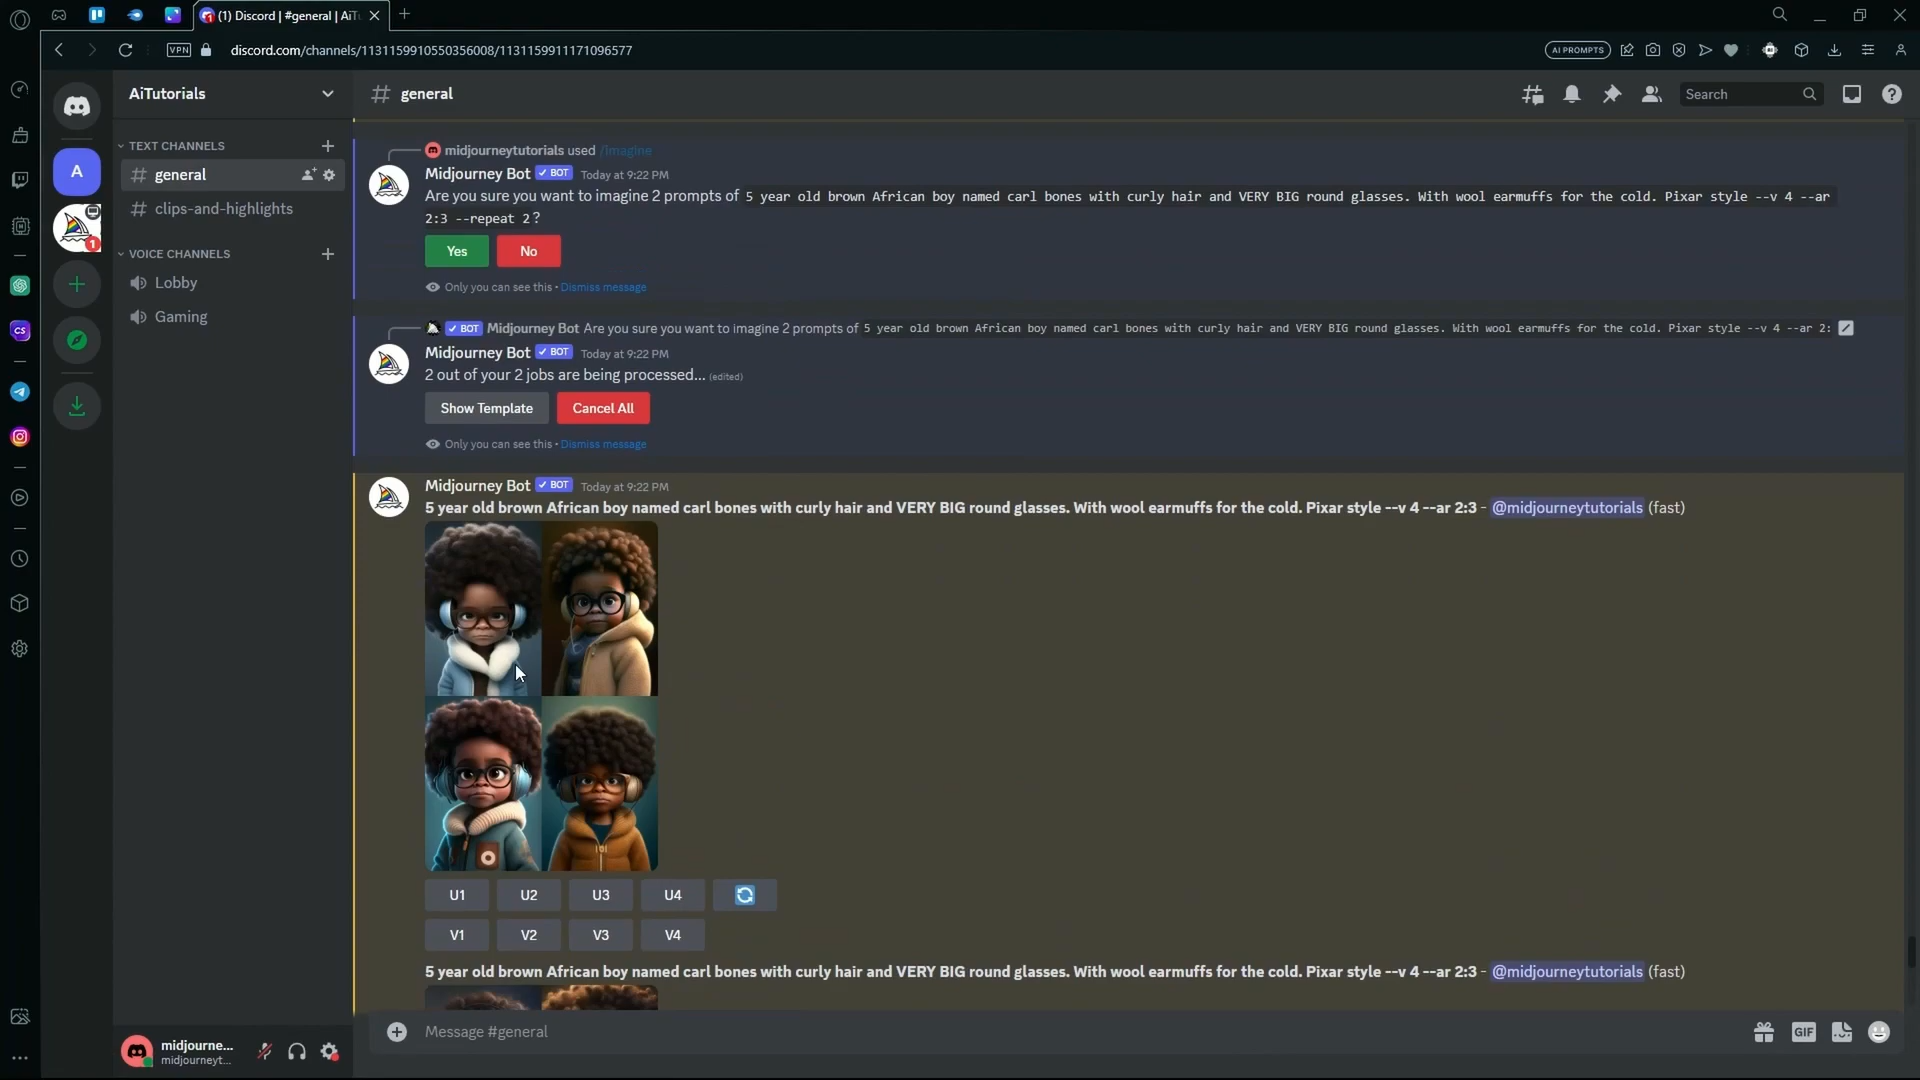 (1) Discord | #general | AiTu
VPN
discord.com/channels/1131159910550356008/1131159911171096577
AI PROMPTS
AiTutorials
general
Search
TEXT CHANNELS
general
clips-and-highlights
VOICE CHANNELS
Lobby
Gaming
A
1
CS
midjourneytutorials used /imagine
Midjourney Bot ✓ BOT Today at 9:22 PM
Are you sure you want to imagine 2 prompts of 5 year old brown African boy named carl bones with curly hair and VERY BIG round glasses. With wool earmuffs for the cold. Pixar style --v 4 --ar
2:3 --repeat 2?
Yes No
Only you can see this • Dismiss message
✓ BOT Midjourney Bot Are you sure you want to imagine 2 prompts of 5 year old brown African boy named carl bones with curly hair and VERY BIG round glasses. With wool earmuffs for the cold. Pixar style --v 4 --ar 2:
Midjourney Bot ✓ BOT Today at 9:22 PM
2 out of your 2 jobs are being processed... (edited)
Show Template Cancel All
Only you can see this • Dismiss message
Midjourney Bot ✓ BOT Today at 9:22 PM
5 year old brown African boy named carl bones with curly hair and VERY BIG round glasses. With wool earmuffs for the cold. Pixar style --v 4 --ar 2:3 - @midjourneytutorials (fast)
U1 U2 U3 U4
V1 V2 V3 V4
5 year old brown African boy named carl bones with curly hair and VERY BIG round glasses. With wool earmuffs for the cold. Pixar style --v 4 --ar 2:3 - @midjourneytutorials (fast)
Message #general
GIF
midjourne...
midjourneyt...